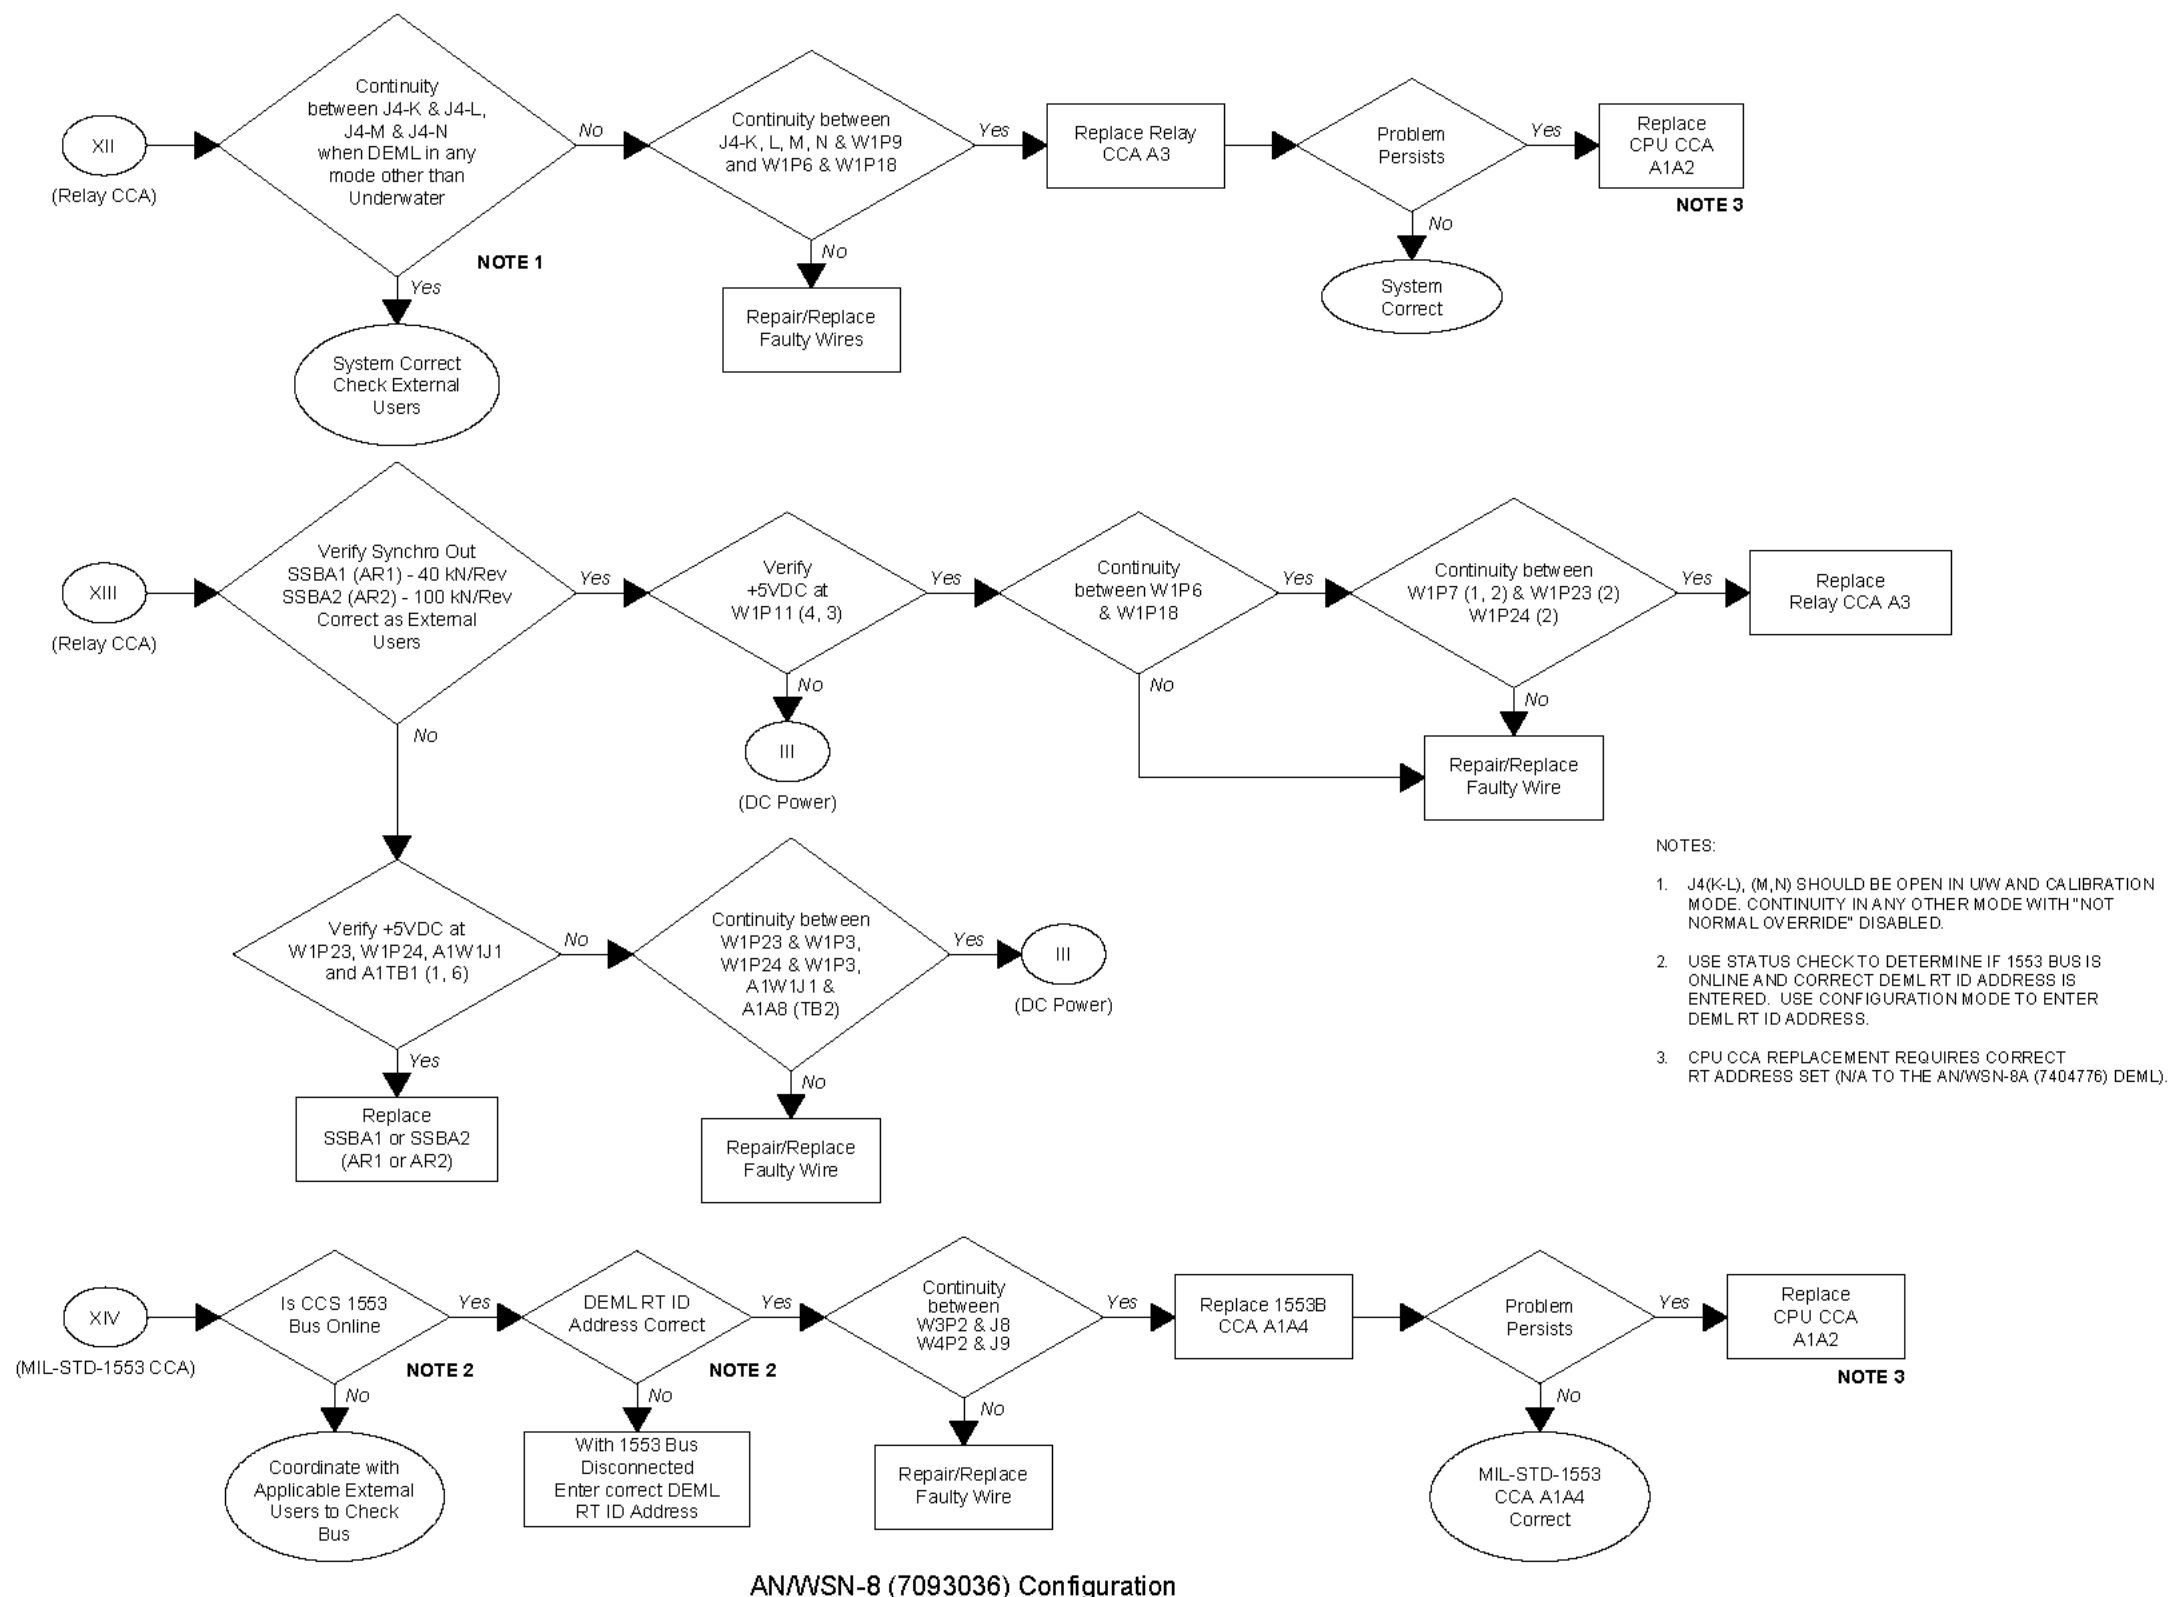 XII
(Relay CCA)
Continuity
between J4-K & J4-L,
J4-M & J4-N
when DEML in any
mode other than
Underwater
No
NOTE 1
Yes
System Correct
Check External
Users
Continuity between
J4-K, L, M, N & W1P9
and W1P6 & W1P18
Yes
No
Repair/Replace
Faulty Wires
Replace Relay
CCA A3
Problem
Persists
Yes
No
System
Correct
Replace
CPU CCA
A1A2
NOTE 3
XIII
(Relay CCA)
Verify Synchro Out
SSBA1 (AR1) - 40 kN/Rev
SSBA2 (AR2) - 100 kN/Rev
Correct as External
Users
Yes
No
Verify
+5VDC at
W1P11 (4, 3)
Yes
No
III
(DC Power)
Continuity
between W1P6
& W1P18
Yes
No
Continuity between
W1P7 (1, 2) & W1P23 (2)
W1P24 (2)
Yes
No
Repair/Replace
Faulty Wire
Replace
Relay CCA A3
Verify +5VDC at
W1P23, W1P24, A1W1J1
and A1TB1 (1, 6)
No
Yes
Replace
SSBA1 or SSBA2
(AR1 or AR2)
Continuity between
W1P23 & W1P3,
W1P24 & W1P3,
A1W1J1 &
A1A8 (TB2)
Yes
No
Repair/Replace
Faulty Wire
III
(DC Power)
NOTES:
1. J4(K-L), (M,N) SHOULD BE OPEN IN U/W AND CALIBRATION
MODE. CONTINUITY IN ANY OTHER MODE WITH "NOT
NORMAL OVERRIDE" DISABLED.
2. USE STATUS CHECK TO DETERMINE IF 1553 BUS IS
ONLINE AND CORRECT DEML RT ID ADDRESS IS
ENTERED. USE CONFIGURATION MODE TO ENTER
DEML RT ID ADDRESS.
3. CPU CCA REPLACEMENT REQUIRES CORRECT
RT ADDRESS SET (N/A TO THE AN/WSN-8A (7404776) DEML).
XIV
(MIL-STD-1553 CCA)
Is CCS 1553
Bus Online
Yes
NOTE 2
No
Coordinate with
Applicable External
Users to Check
Bus
DEML RT ID
Address Correct
Yes
NOTE 2
No
With 1553 Bus
Disconnected
Enter correct DEML
RT ID Address
Continuity
between
W3P2 & J8
W4P2 & J9
Yes
No
Repair/Replace
Faulty Wire
Replace 1553B
CCA A1A4
Problem
Persists
Yes
No
MIL-STD-1553
CCA A1A4
Correct
Replace
CPU CCA
A1A2
NOTE 3
AN/WSN-8 (7093036) Configuration